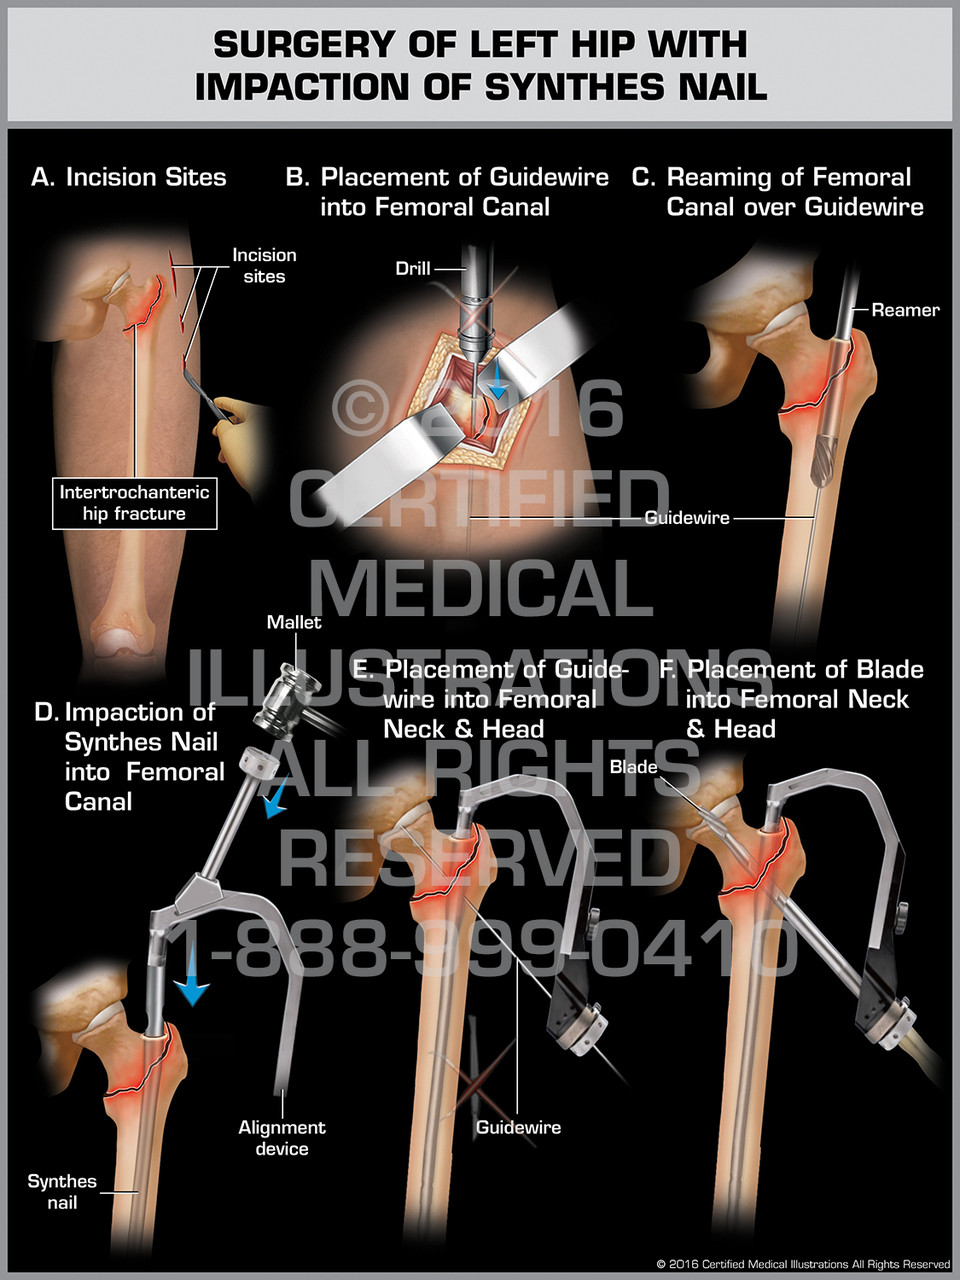 SURGERY OF LEFT HIP WITH
IMPACTION OF SYNTHES NAIL
A. Incision Sites
Incision
sites
Intertrochanteric
hip fracture
B. Placement of Guidewire
into Femoral Canal
Drill
C. Reaming of Femoral
Canal over Guidewire
Reamer
Guidewire
© 2016
CERTIFIED
MEDICAL
ILLUSTRATIONS
ALL RIGHTS
RESERVED
1-888-999-0410
D. Impaction of
Synthes Nail
into Femoral
Canal
Mallet
Alignment
device
Synthes
nail
E. Placement of Guide-
wire into Femoral
Neck & Head
Guidewire
F. Placement of Blade
into Femoral Neck
& Head
Blade
© 2016 Certified Medical Illustrations All Rights Reserved